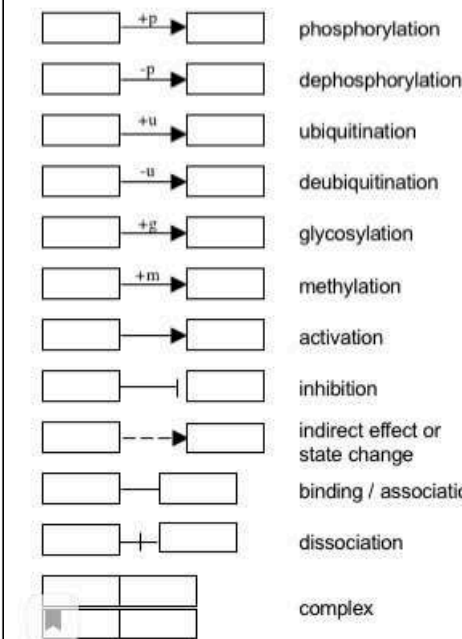 +p phosphorylation
-p dephosphorylation
+u ubiquitination
-u deubiquitination
+g glycosylation
+m methylation
activation
inhibition
indirect effect or
state change
binding / associatio
dissociation
complex